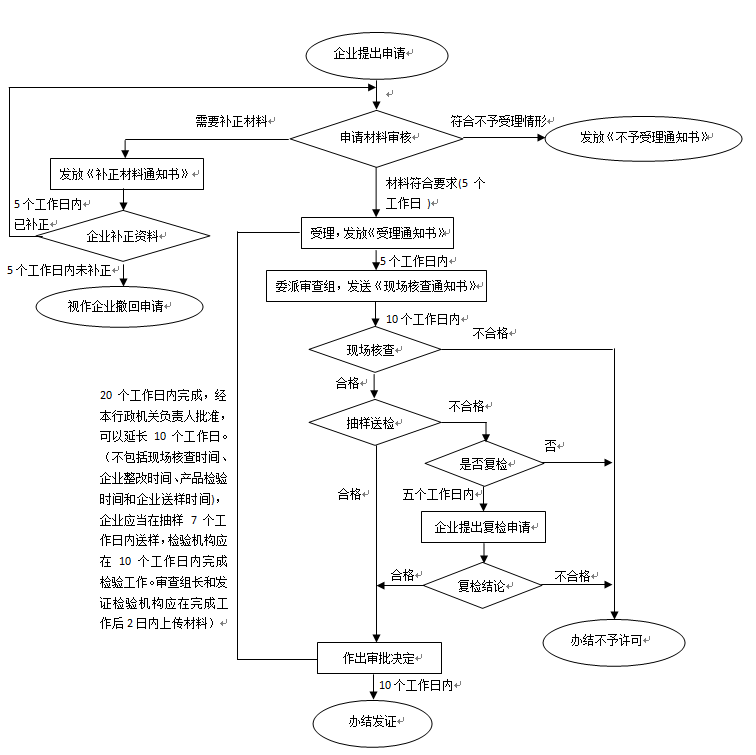 企业提出申请
需要补正材料
申请材料审核
符合不予受理情形
发放《不予受理通知书》
发放《补正材料通知书》
材料符合要求(5 个
工作日 )
5 个工作日内
已补正
企业补正资料
受理，发放《受理通知书》
5 个工作日内未补正
5个工作日内
视作企业撤回申请
委派审查组，发送《现场核查通知书》
10 个工作日内
不合格
现场核查
合格
不合格
抽样送检
否
是否复检
五个工作日内
合格
企业提出复检申请
合格
不合格
复检结论
20 个工作日内完成，经
本行政机关负责人批准，
可以延长 10 个工作日。
（不包括现场核查时间、
企业整改时间、产品检验
时间和企业送样时间)，
企业应当在抽样 7 个工
作日内送样，检验机构应
在 10 个工作日内完成
检验工作。审查组长和发
证检验机构应在完成工
作后 2 日内上传材料）
办结不予许可
作出审批决定
10 个工作日内
办结发证